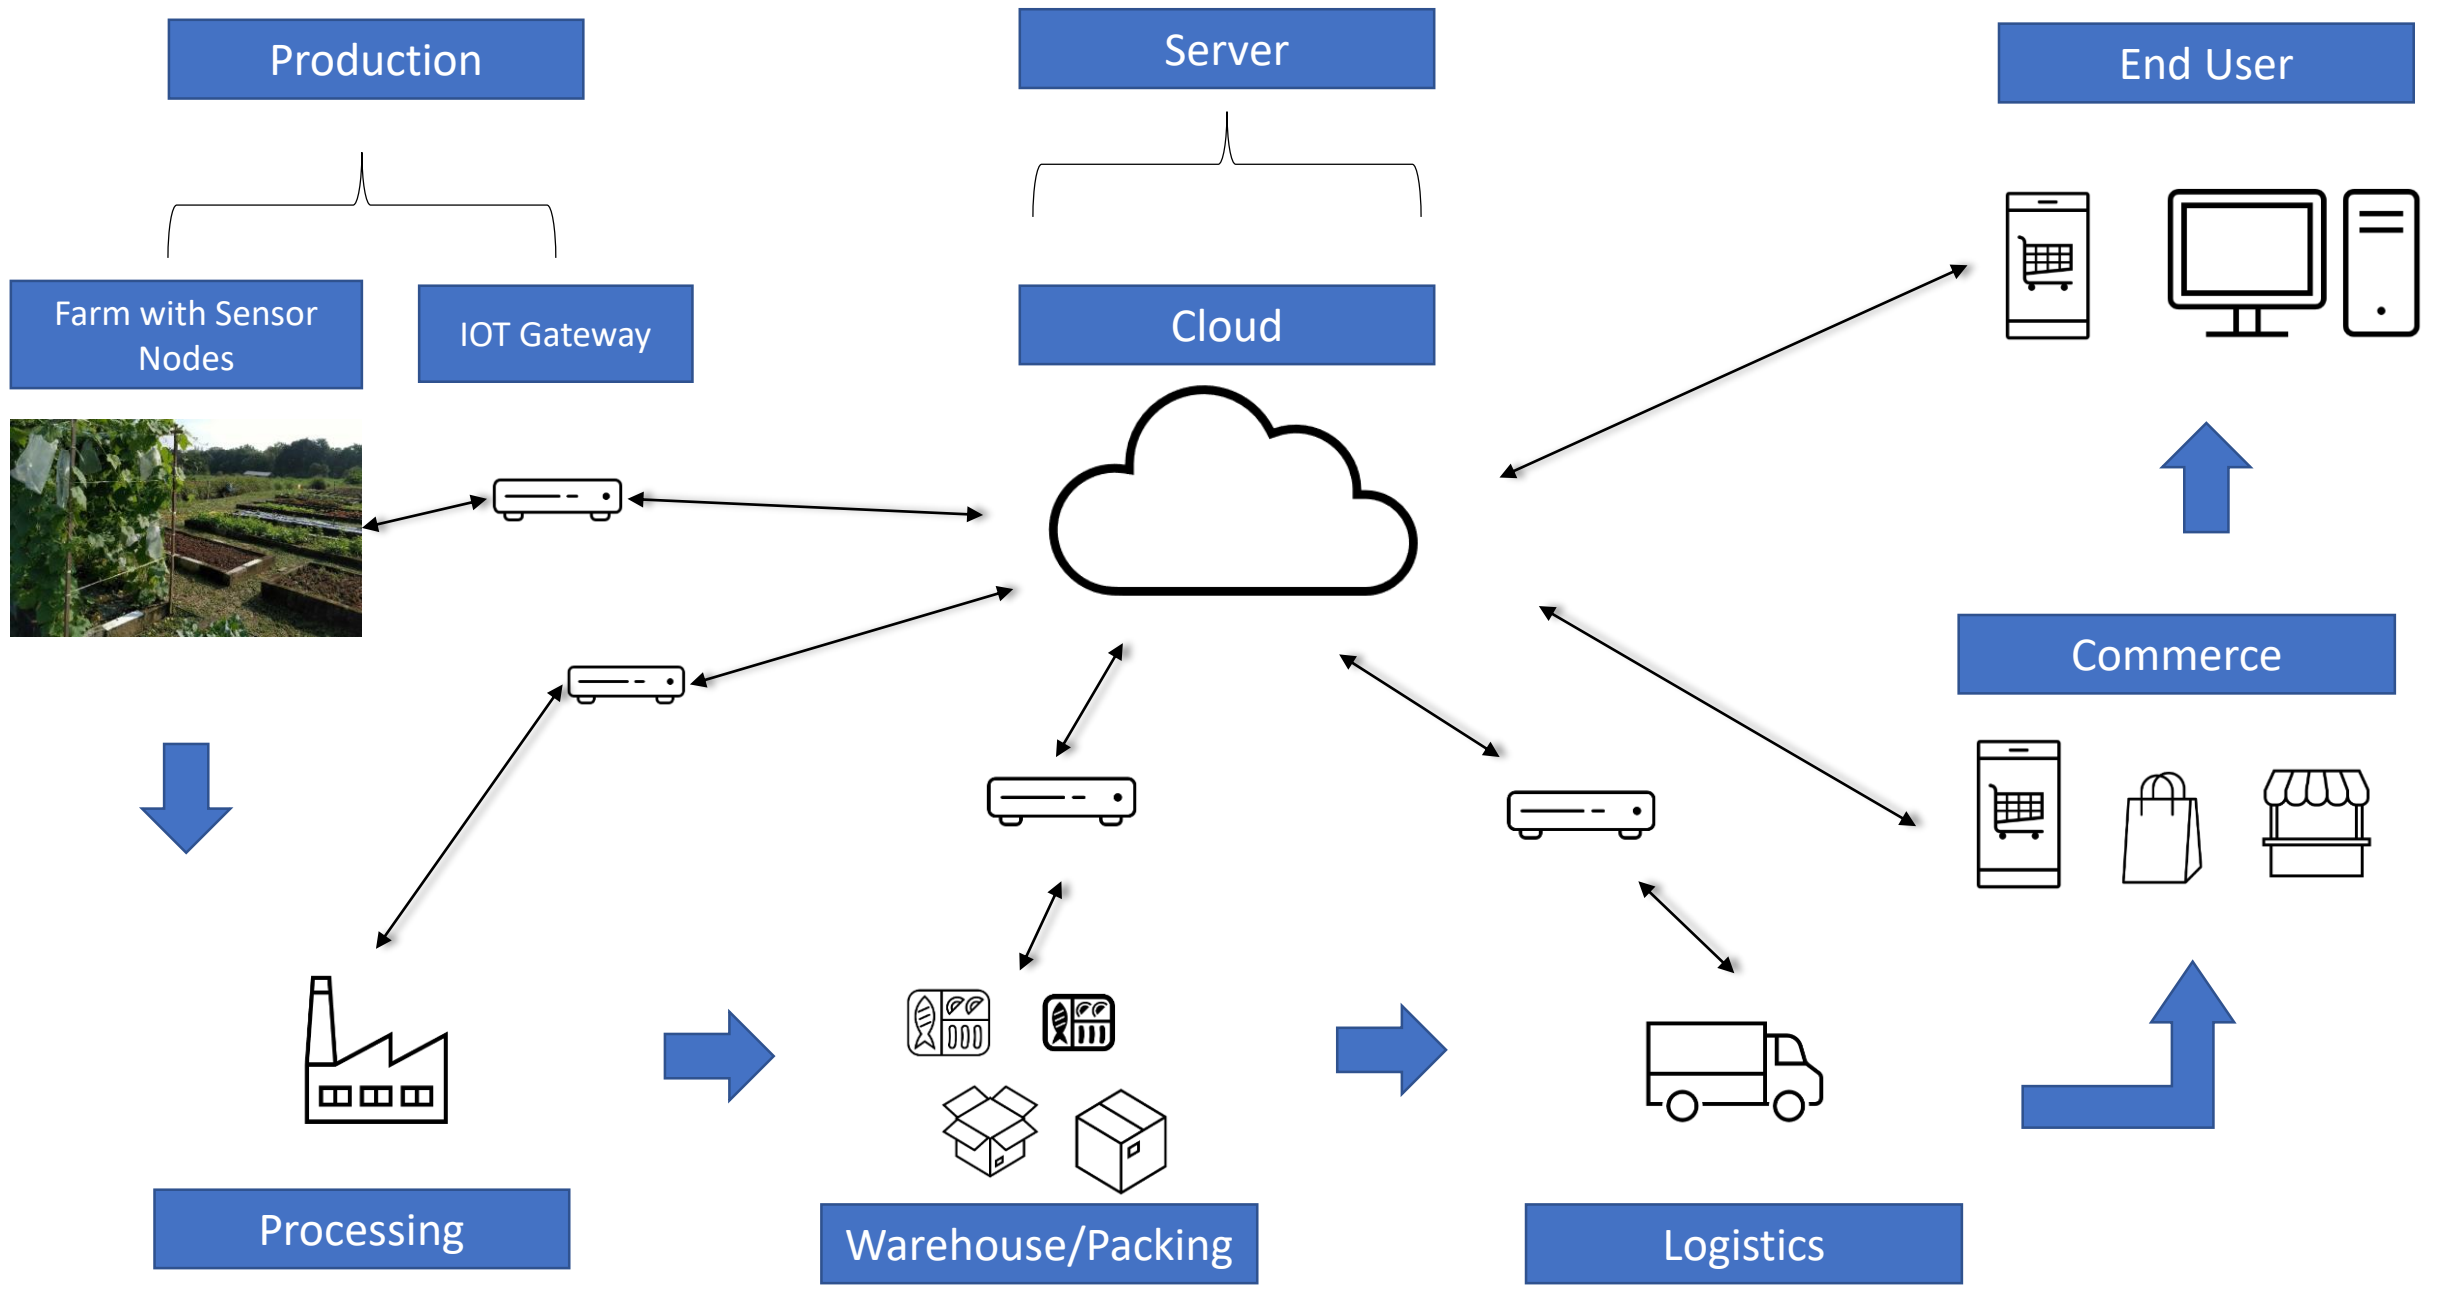 Production
Server
End User
Farm with Sensor
Nodes
IOT Gateway
Cloud
Commerce
Processing
Warehouse/Packing
Logistics